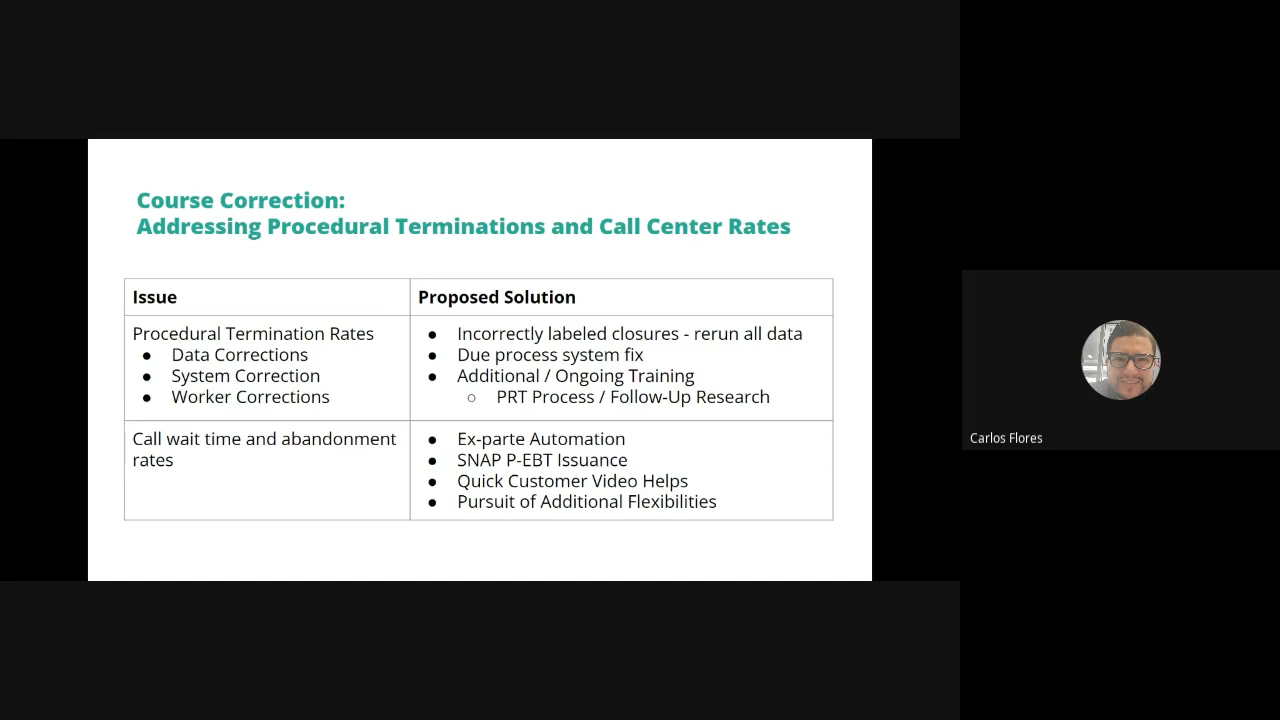 Course Correction:
Addressing Procedural Terminations and Call Center Rates
Issue
Proposed Solution
Procedural Termination Rates
● Data Corrections
● System Correction
● Worker Corrections
● Incorrectly labeled closures - rerun all data
● Due process system fix
● Additional / Ongoing Training
○ PRT Process / Follow-Up Research
Call wait time and abandonment
rates
● Ex-parte Automation
● SNAP P-EBT Issuance
● Quick Customer Video Helps
● Pursuit of Additional Flexibilities
Carlos Flores